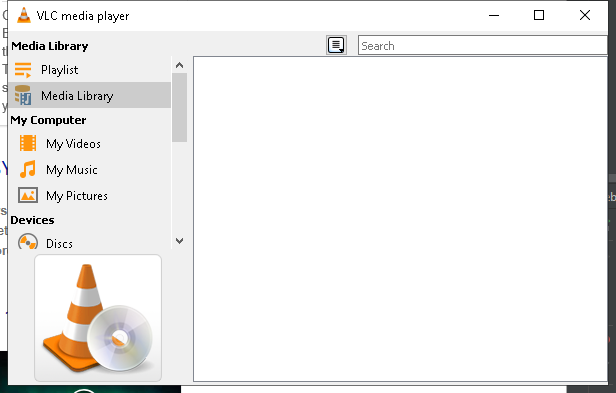 VLC media player
Media Library
Search
Playlist
Media Library
My Computer
My Videos
My Music
My Pictures
Devices
Discs